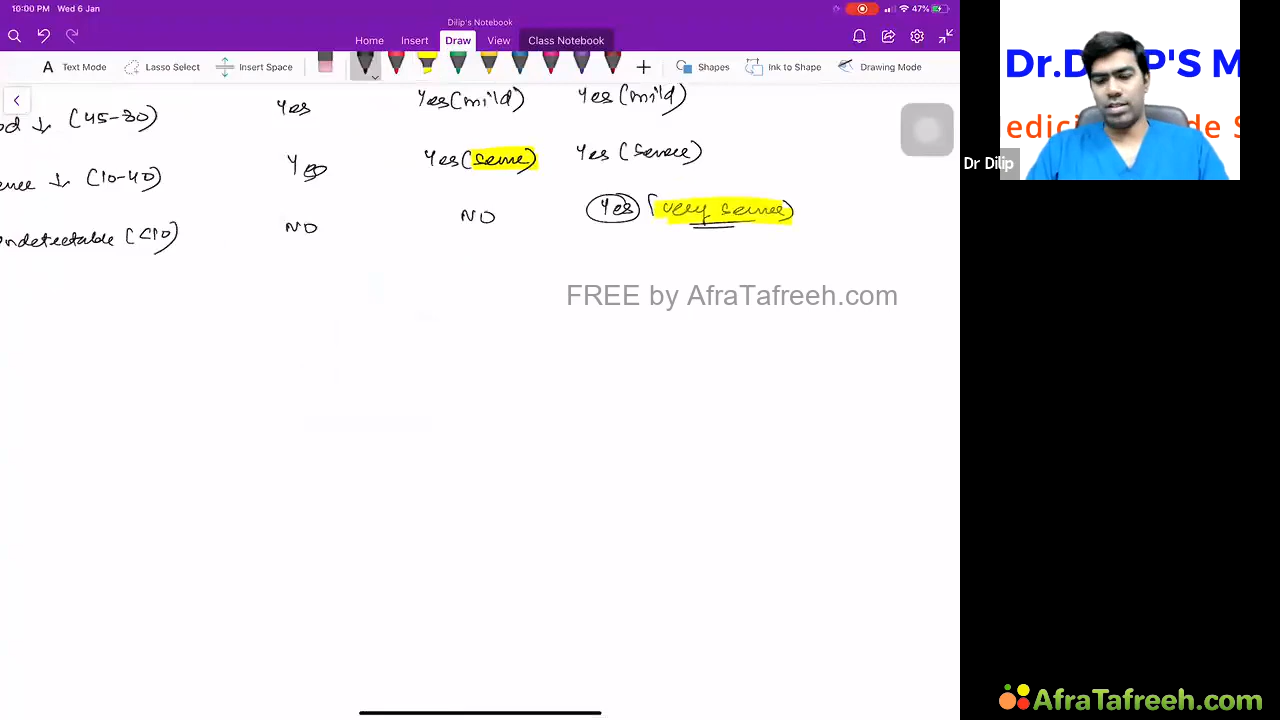 10:00 PM Wed 6 Jan
47%
Dilip's Notebook
Home Insert Draw View Class Notebook
Text Mode Lasso Select Insert Space Shapes Ink to Shape Drawing Mode
od ↓ (45-30) Yes Yes (mild) Yes (mild)
↓ (10-40) Yes Yes (severe) Yes (severe)
ndetectable (<10) NO NO Yes (very severe)
FREE by AfraTafreeh.com
Dr.D P'S M
edici de S
Dr Dilip
AfraTafreeh.com